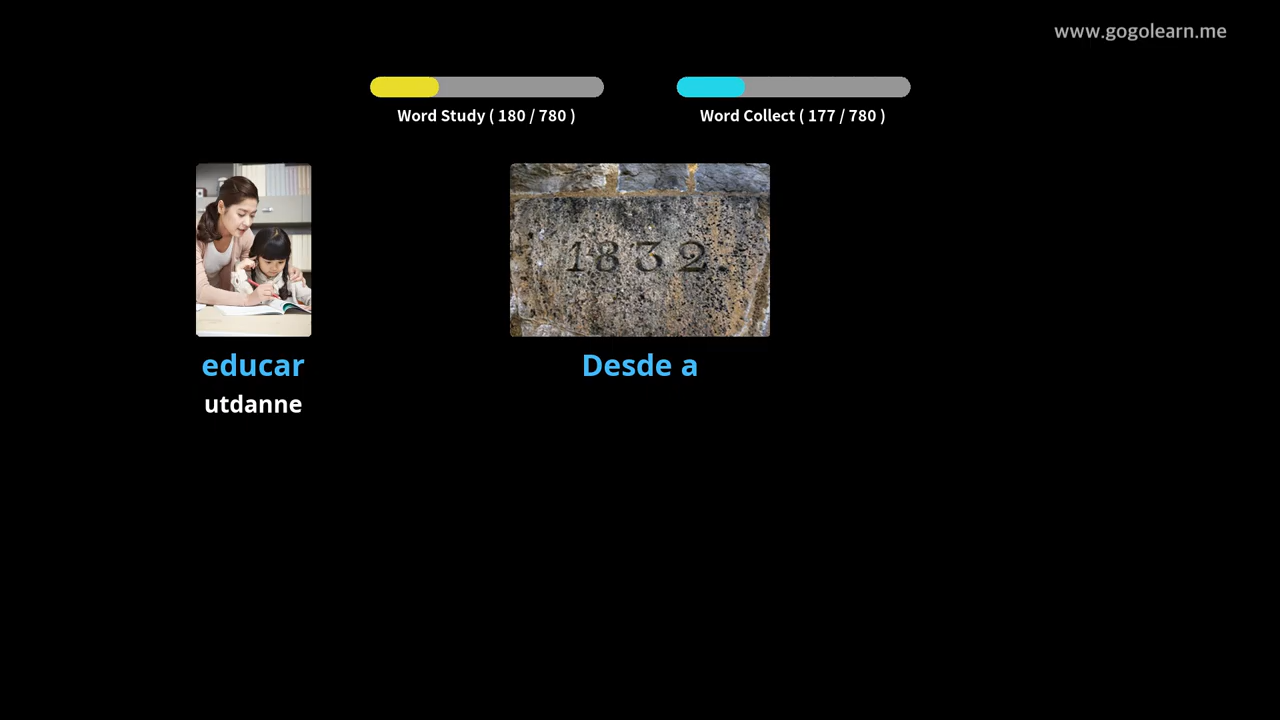 www.gogolearn.me
Word Study ( 180 / 780 )
Word Collect ( 177 / 780 )
1832.
educar
Desde a
utdanne